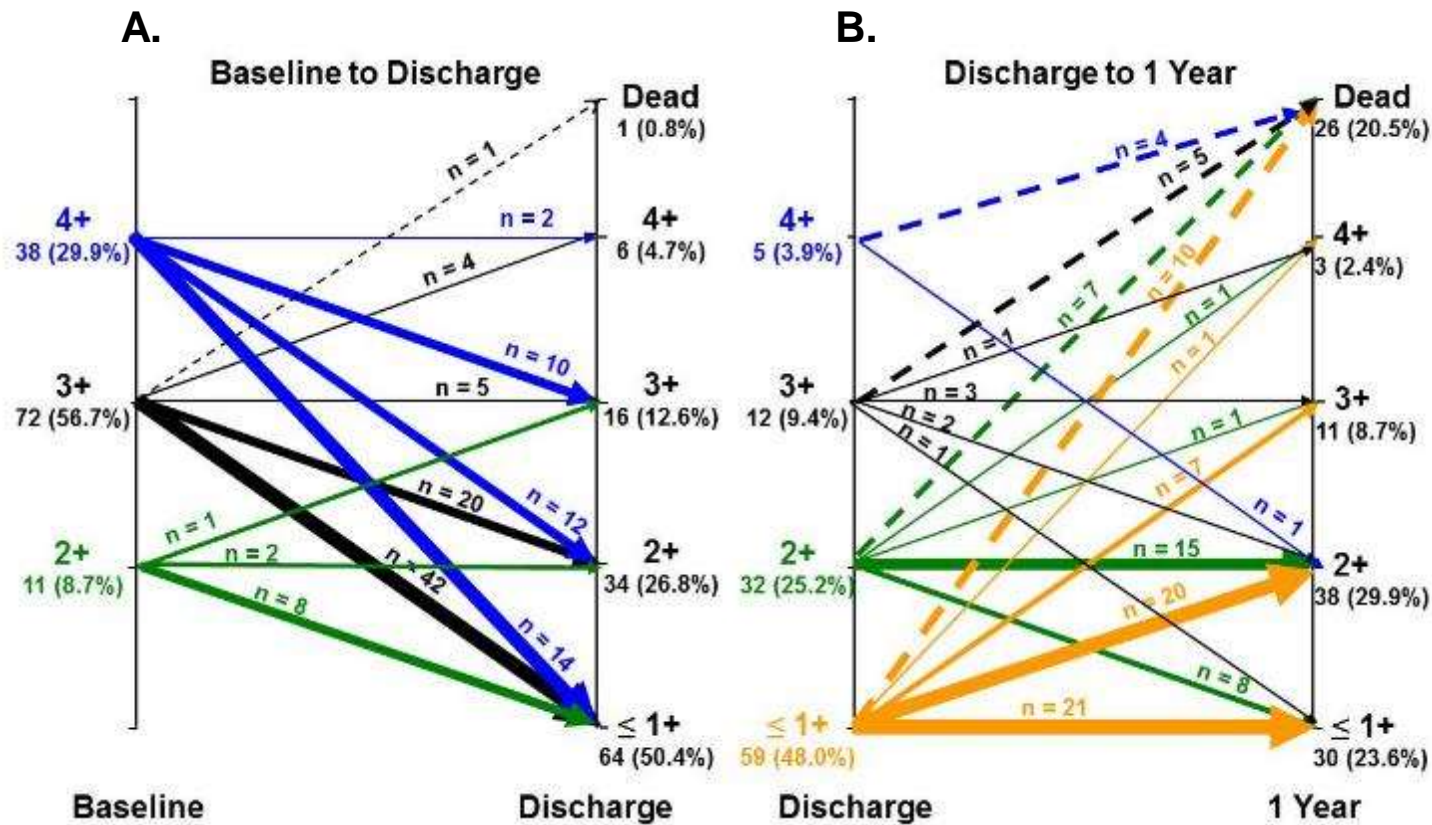 A.
Baseline to Discharge
Dead
1 (0.8%)
n = 1
4+
38 (29.9%)
n = 2
4+
6 (4.7%)
n = 4
n = 10
3+
72 (56.7%)
n = 5
3+
16 (12.6%)
n = 20
n = 12
n = 1
2+
11 (8.7%)
n = 2
n = 42
2+
34 (26.8%)
n = 8
n = 14
≤ 1+
64 (50.4%)
Baseline
Discharge
B.
Discharge to 1 Year
Dead
26 (20.5%)
n = 4
n = 5
4+
5 (3.9%)
4+
3 (2.4%)
n = 10
n = 7
n = 1
n = 1
n = 1
3+
12 (9.4%)
n = 3
n = 2
n = 1
3+
11 (8.7%)
n = 1
n = 7
n = 1
2+
32 (25.2%)
n = 15
2+
38 (29.9%)
n = 20
n = 8
≤ 1+
59 (48.0%)
n = 21
≤ 1+
30 (23.6%)
Discharge
1 Year